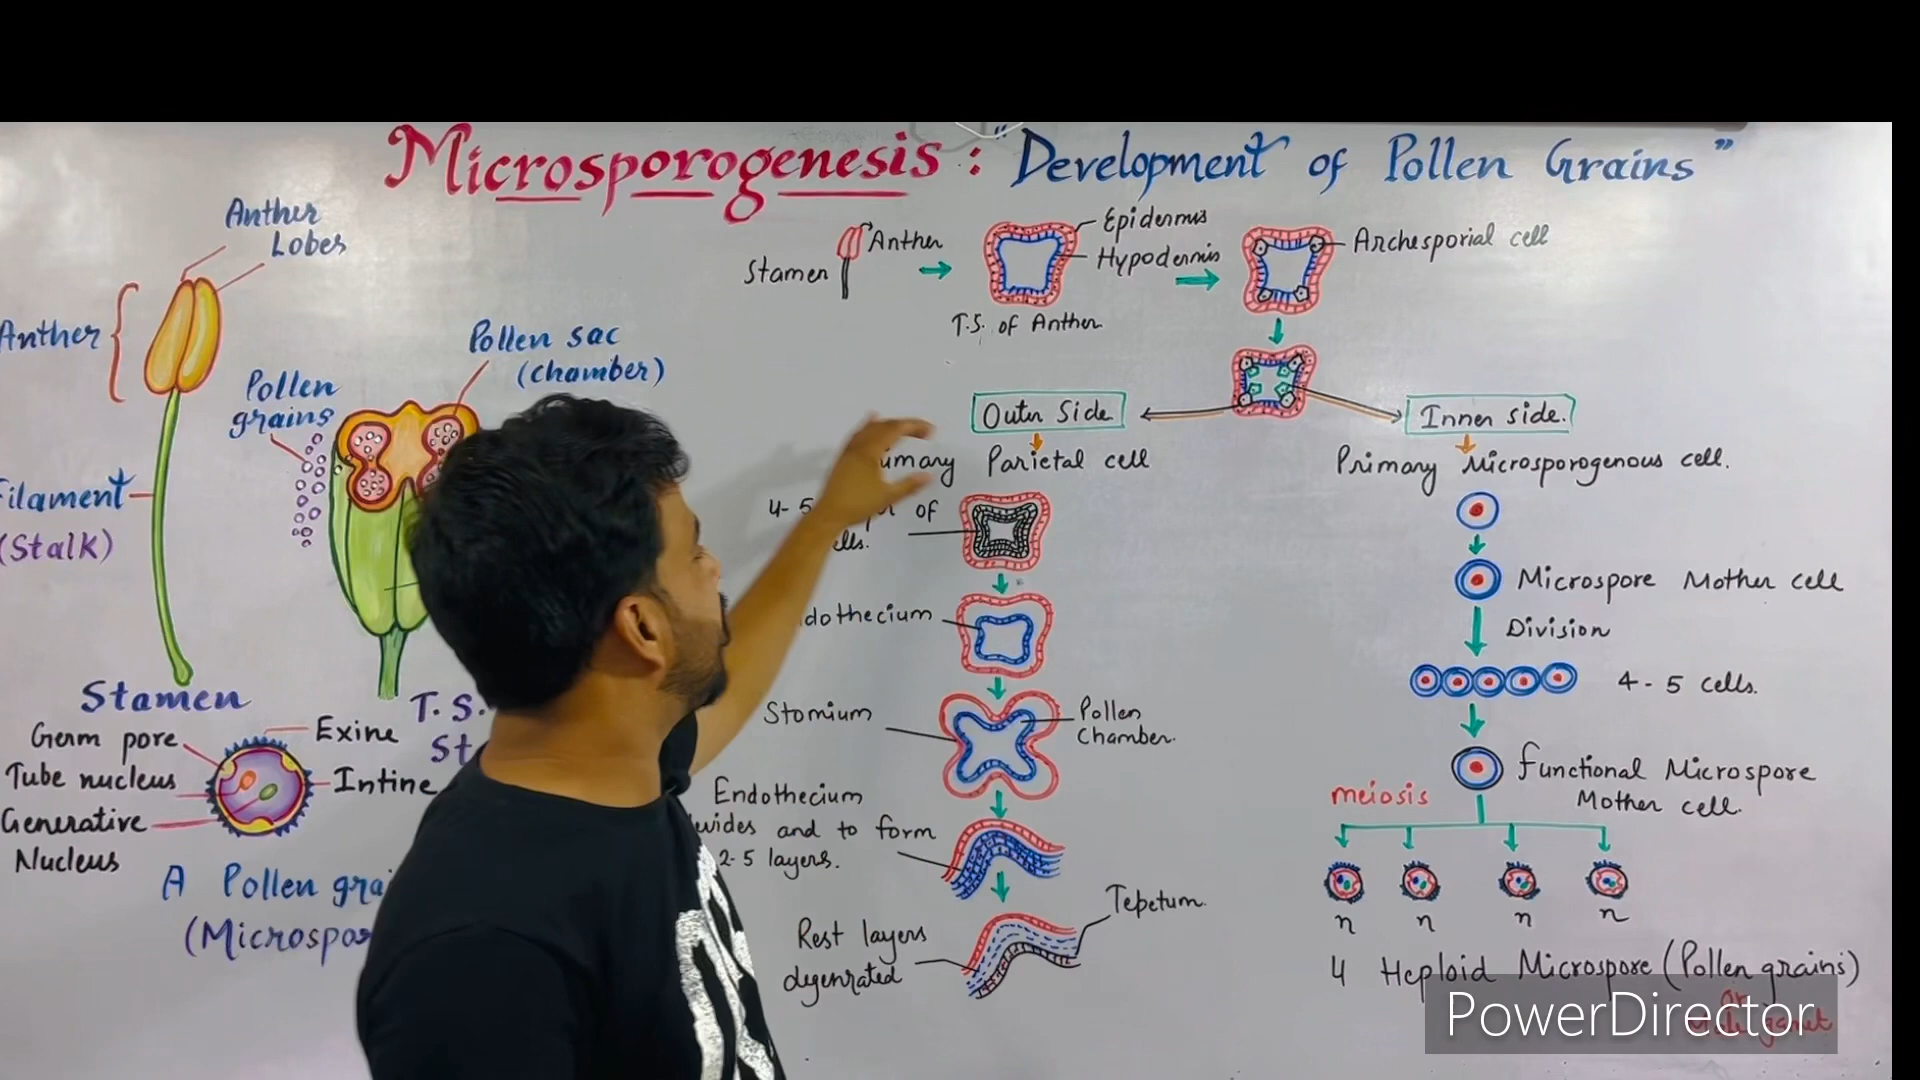 Microsporogenesis : "Development of Pollen Grains"
Anther
Lobes
Anther
Pollen sac
(chamber)
Pollen
grains
Filament
(Stalk)
Stamen
T.S.
Germ pore
Tube nucleus
Generative
Nucleus
Exine
Intine
A Pollen
Stamen
Anther
Epidermis
Hypodermis
T.S. of Anther
Archesporial cell
Outer Side
Inner side.
Parietal cell
4-5 of
Stomium
Pollen
Chamber.
Endothecium
and to form
2-5 layers.
Rest layers
degenrated
Tepetum.
Primary Microsporogenous cell.
Microspore Mother cell
Division
4-5 cells.
Functional Microspore
Mother cell.
meiosis
n n n n
4 Heploid Microspore (Pollen grains)
PowerDirector